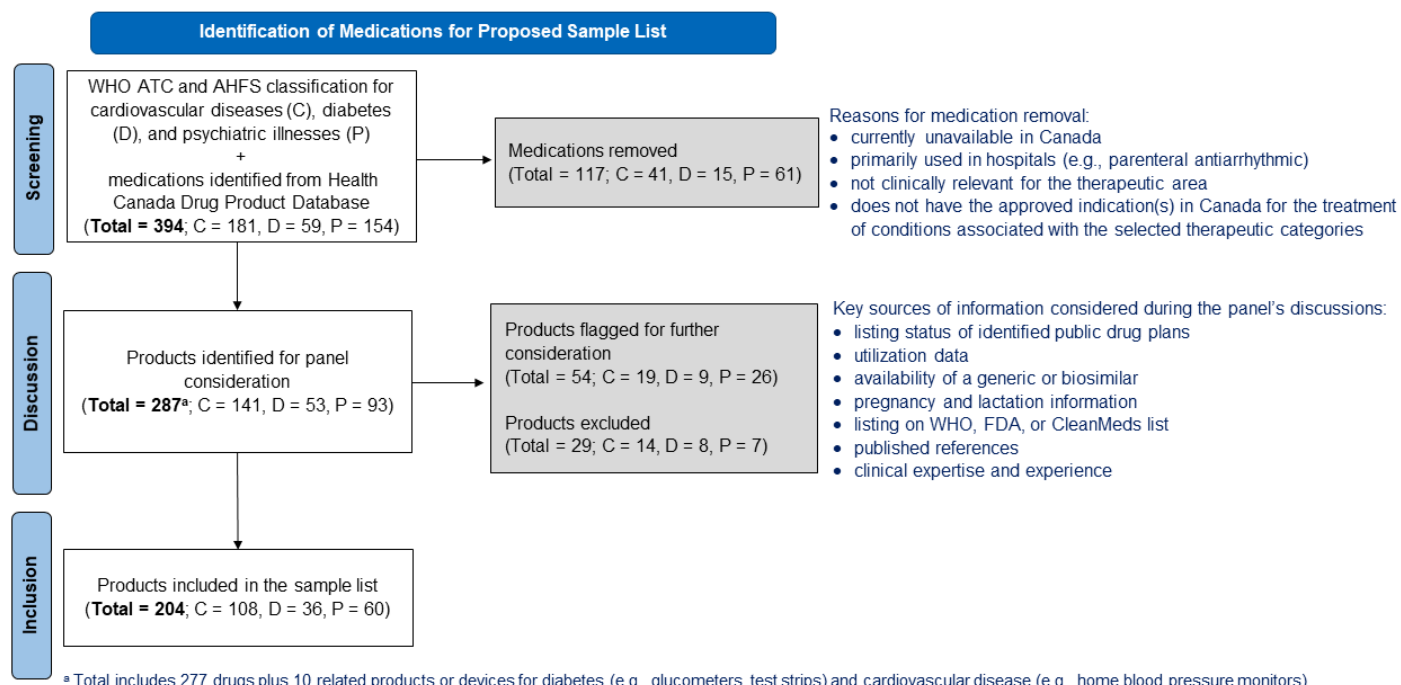 Identification of Medications for Proposed Sample List
Screening
WHO ATC and AHFS classification for
cardiovascular diseases (C), diabetes
(D), and psychiatric illnesses (P)
+
medications identified from Health
Canada Drug Product Database
(Total = 394; C = 181, D = 59, P = 154)
Medications removed
(Total = 117; C = 41, D = 15, P = 61)
Reasons for medication removal:
• currently unavailable in Canada
• primarily used in hospitals (e.g., parenteral antiarrhythmic)
• not clinically relevant for the therapeutic area
• does not have the approved indication(s) in Canada for the treatment
of conditions associated with the selected therapeutic categories
Discussion
Products identified for panel
consideration
(Total = 287ᵃ; C = 141, D = 53, P = 93)
Products flagged for further
consideration
(Total = 54; C = 19, D = 9, P = 26)
Products excluded
(Total = 29; C = 14, D = 8, P = 7)
Key sources of information considered during the panel's discussions:
• listing status of identified public drug plans
• utilization data
• availability of a generic or biosimilar
• pregnancy and lactation information
• listing on WHO, FDA, or CleanMeds list
• published references
• clinical expertise and experience
Inclusion
Products included in the sample list
(Total = 204; C = 108, D = 36, P = 60)
ᵃ Total includes 277 drugs plus 10 related products or devices for diabetes (e.g., glucometers, test strips) and cardiovascular disease (e.g., home blood pressure monitors)